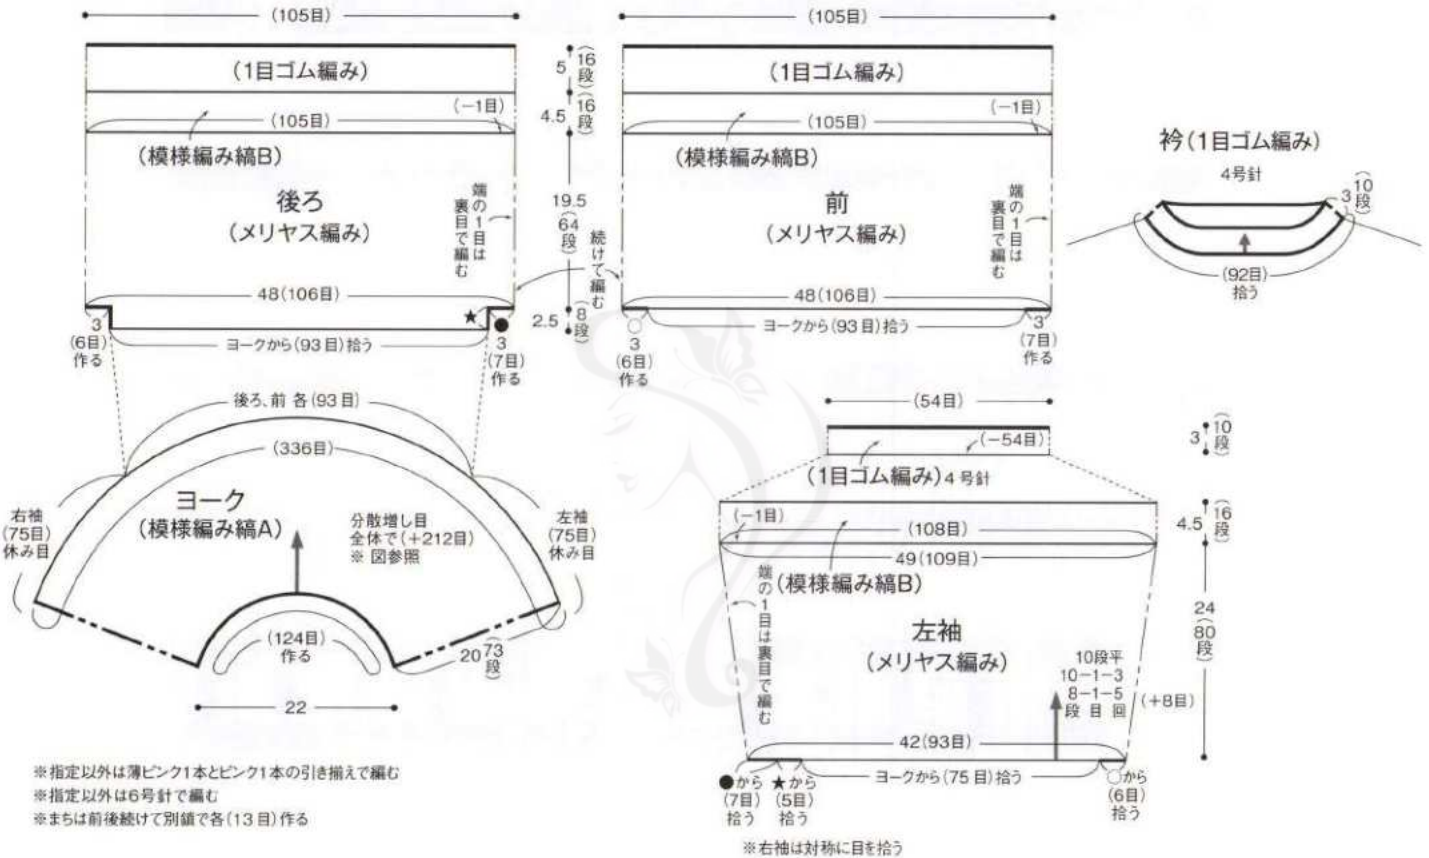 (105目)
(1目ゴム編み)
5 (16段)
(-1目)
4.5 (16段)
(105目)
(模様編み縞B)
後ろ
(メリヤス編み)
端の1目は
裏目で編む
19.5 (64段)
続けて編む
48(106目)
★
2.5 (8段)
3
(6目)
作る
ヨークから(93目)拾う
●
3
(7目)
作る
(105目)
(1目ゴム編み)
(-1目)
(105目)
(模様編み縞B)
前
(メリヤス編み)
端の1目は
裏目で編む
48(106目)
ヨークから(93目)拾う
○
3
(6目)
作る
3
(7目)
作る
衿(1目ゴム編み)
4号針
3 (10段)
(92目)
拾う
後ろ、前 各(93目)
(336目)
ヨーク
(模様編み縞A)
分散増し目
全体で(+212目)
※図参照
右袖
(75目)
休み目
左袖
(75目)
休み目
(124目)
作る
20 (73段)
22
(54目)
(-54目)
3 (10段)
(1目ゴム編み)4号針
(-1目)
(108目)
4.5 (16段)
49(109目)
(模様編み縞B)
端の1目は裏目で編む
左袖
(メリヤス編み)
24 (80段)
10段平
10-1-3
8-1-5
段目回
(+8目)
42(93目)
●から
(7目)
拾う
★から
(5目)
拾う
ヨークから(75目)拾う
○から
(6目)
拾う
※右袖は対称に目を拾う
※指定以外は薄ピンク1本とピンク1本の引き揃えで編む
※指定以外は6号針で編む
※まちは前後続けて別鎖で各(13目)作る